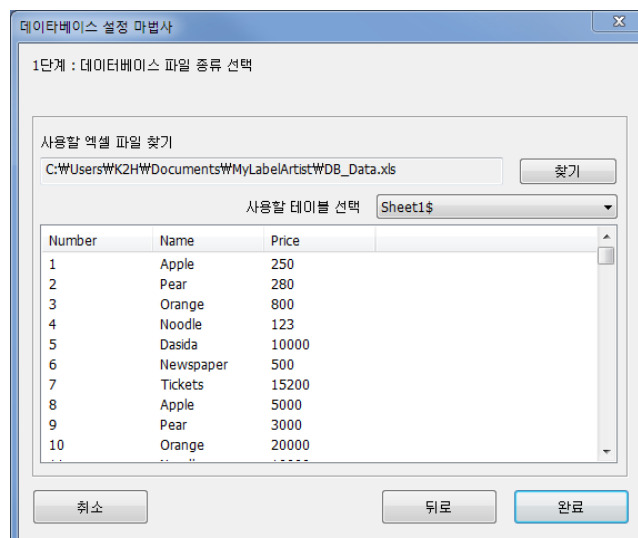 데이타베이스 설정 마법사
1단계 : 데이터베이스 파일 종류 선택
사용할 엑셀 파일 찾기
C:₩Users₩K2H₩Documents₩MyLabelArtist₩DB_Data.xls 찾기
사용할 테이블 선택 Sheet1$
Number Name Price
1 Apple 250
2 Pear 280
3 Orange 800
4 Noodle 123
5 Dasida 10000
6 Newspaper 500
7 Tickets 15200
8 Apple 5000
9 Pear 3000
10 Orange 20000
취소 뒤로 완료